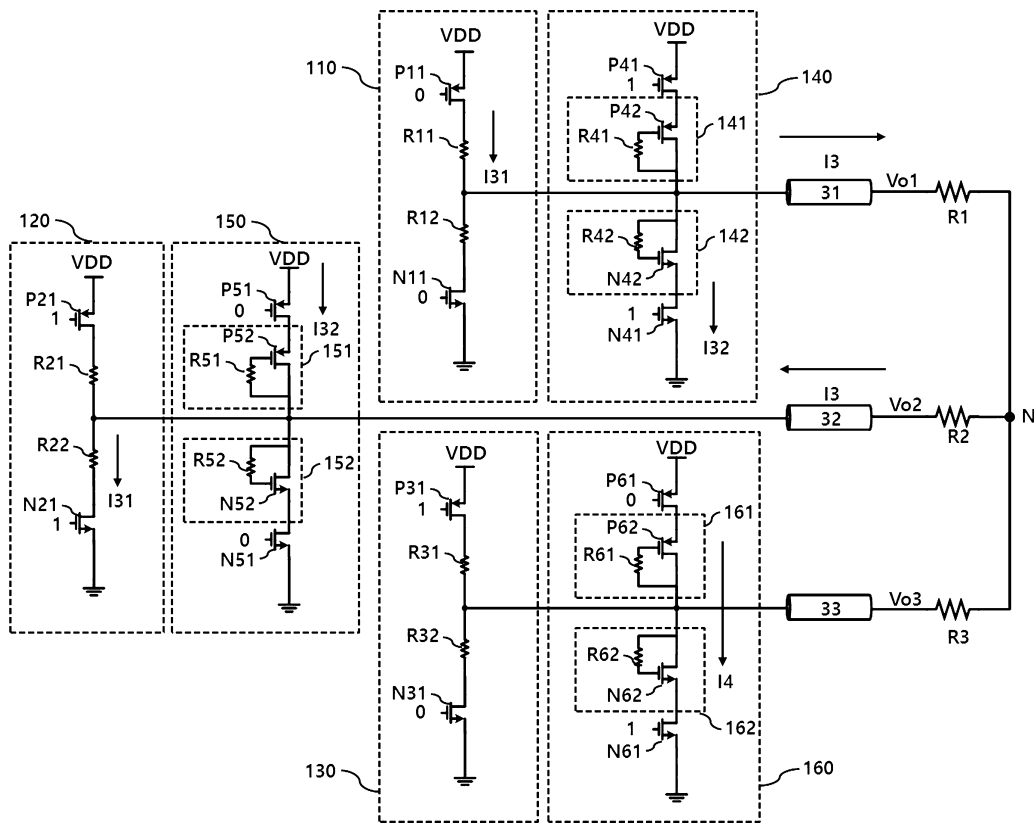 VDD
110
P11
0
R11
I31
R12
N11
0
VDD
P41
1
140
P42
R41
141
R42
142
N42
1
N41
I32
I3
31
Vo1
R1
120
VDD
P21
1
R21
R22
I31
N21
1
150
VDD
P51
0
I32
P52
R51
151
R52
152
N52
0
N51
I3
32
Vo2
R2
N
VDD
P31
1
R31
R32
N31
0
130
VDD
P61
0
161
P62
R61
R62
I4
N62
1
162
N61
160
33
Vo3
R3